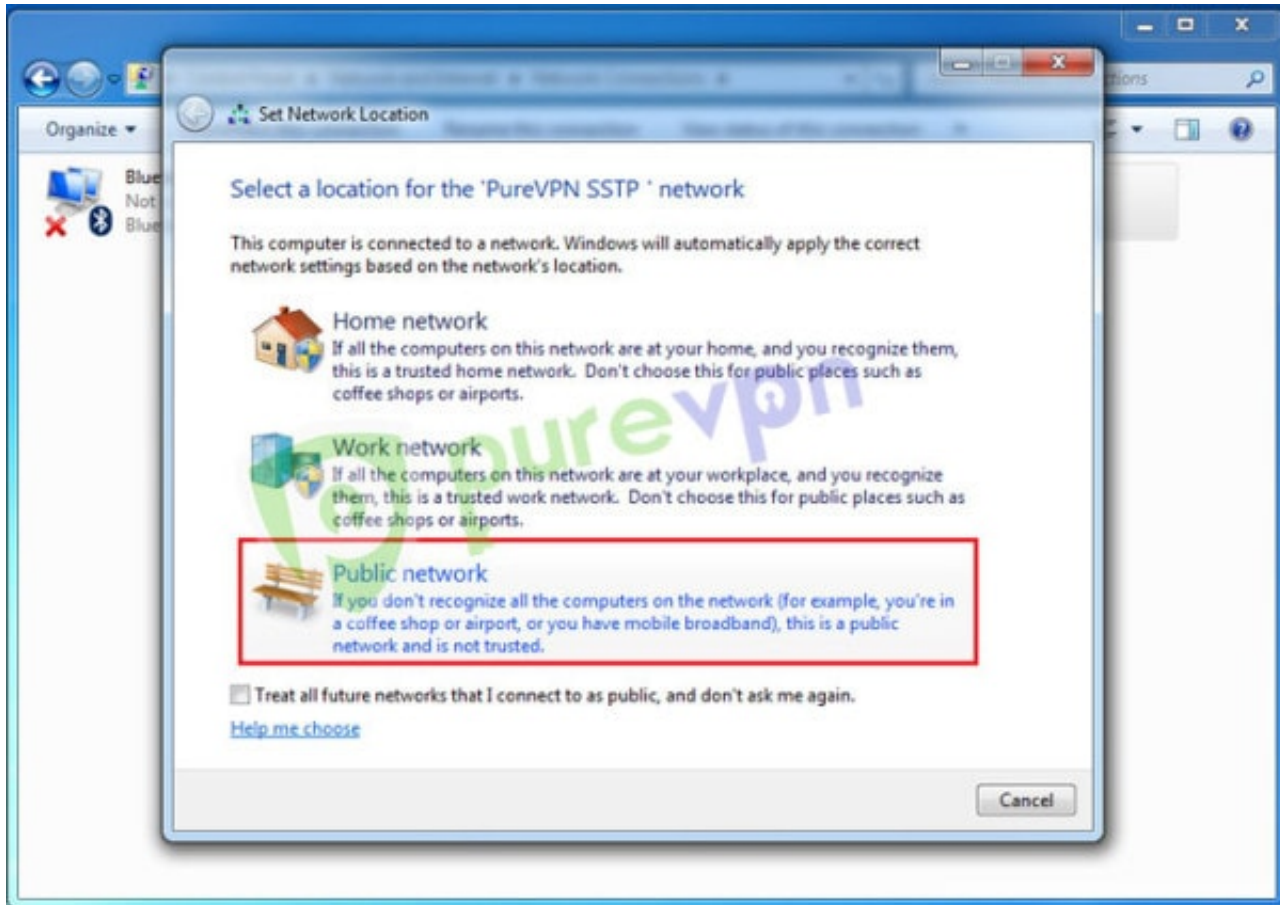 Organize
Set Network Location
Blue
Not
Blue
Select a location for the 'PureVPN SSTP ' network
This computer is connected to a network. Windows will automatically apply the correct
network settings based on the network's location.
Home network
If all the computers on this network are at your home, and you recognize them,
this is a trusted home network. Don't choose this for public places such as
coffee shops or airports.
Work network
If all the computers on this network are at your workplace, and you recognize
them, this is a trusted work network. Don't choose this for public places such as
coffee shops or airports.
purevpn
Public network
If you don't recognize all the computers on the network (for example, you're in
a coffee shop or airport, or you have mobile broadband), this is a public
network and is not trusted.
Treat all future networks that I connect to as public, and don't ask me again.
Help me choose
Cancel